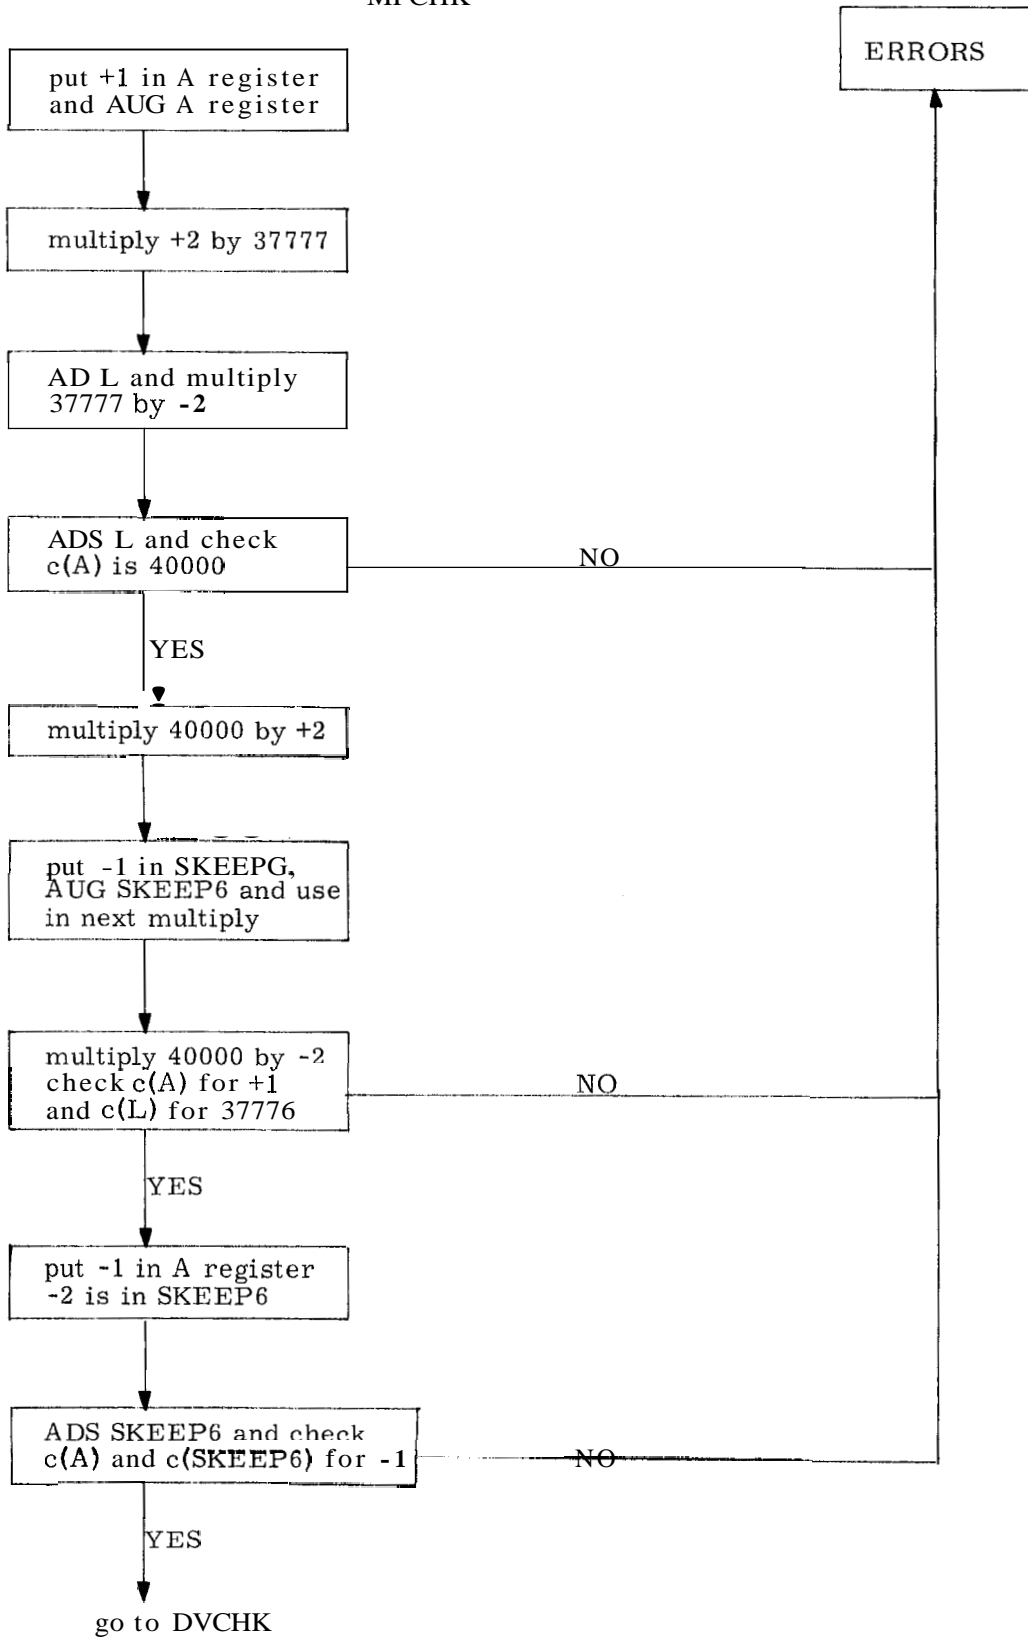 MPCHK
ERRORS
put +1 in A register
and AUG A register
multiply +2 by 37777
AD L and multiply
37777 by -2
ADS L and check
c(A) is 40000
NO
YES
multiply 40000 by +2
put -1 in SKEEPG,
AUG SKEEP6 and use
in next multiply
multiply 40000 by -2
check c(A) for +1
and c(L) for 37776
NO
YES
put -1 in A register
-2 is in SKEEP6
ADS SKEEP6 and check
c(A) and c(SKEEP6) for -1
NO
YES
go to DVCHK